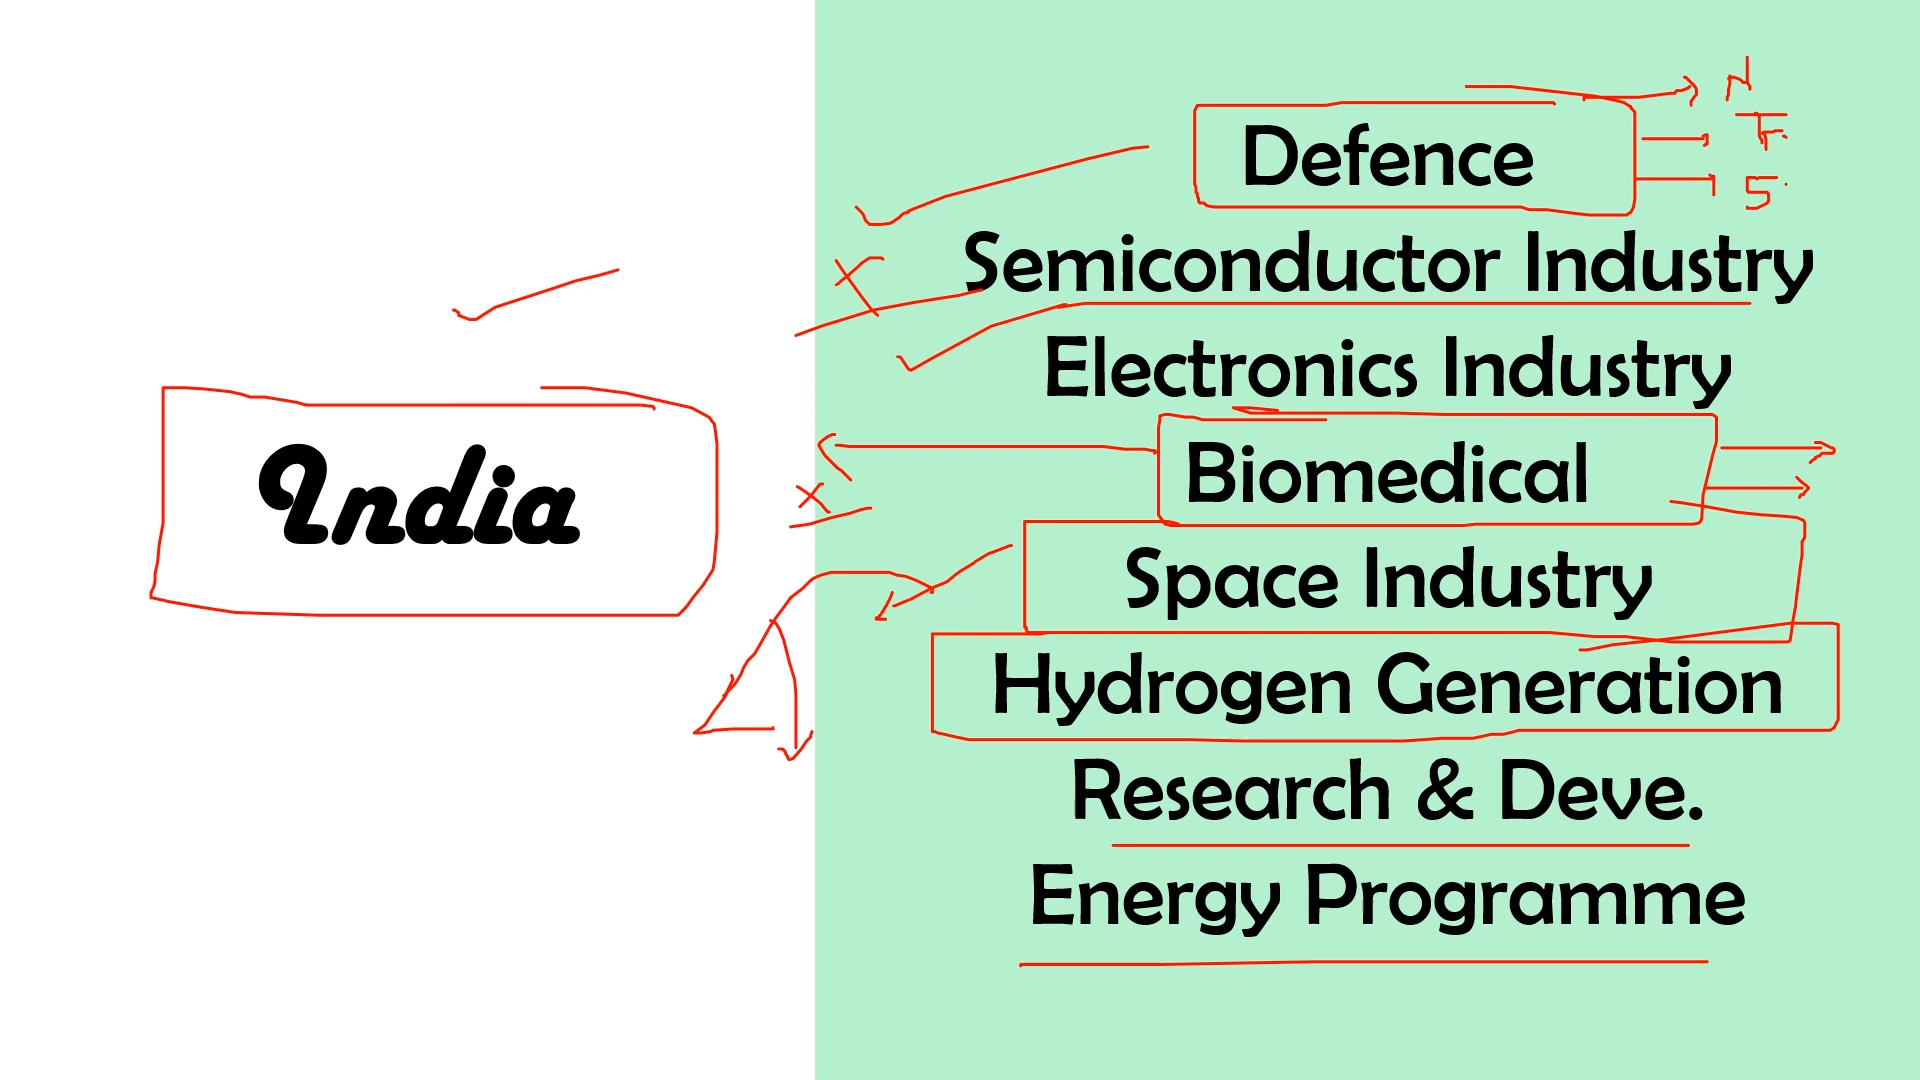 India
Defence
Semiconductor Industry
Electronics Industry
Biomedical
Space Industry
Hydrogen Generation
Research & Deve.
Energy Programme